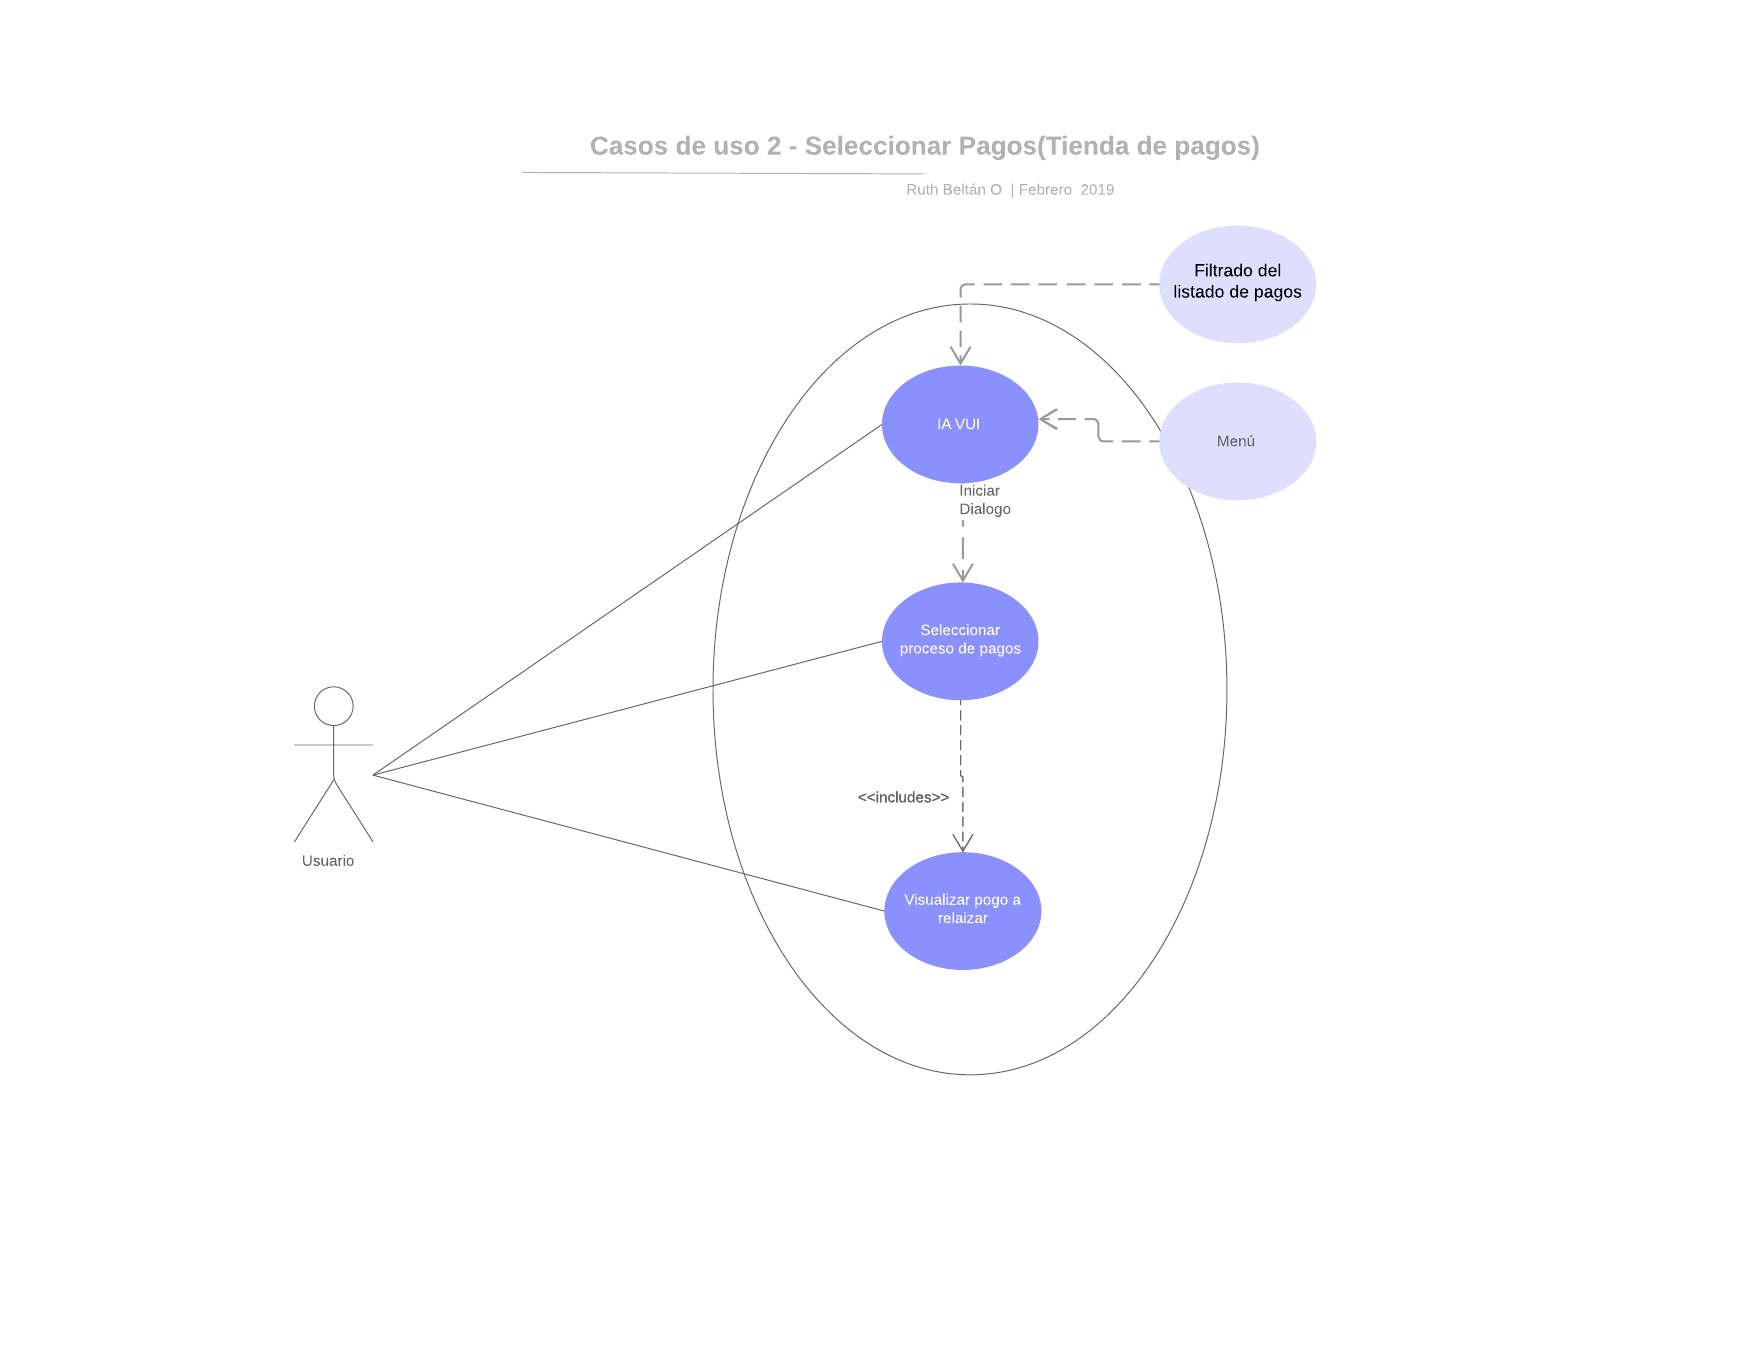 Casos de uso 2 - Seleccionar Pagos(Tienda de pagos)
Ruth Beltán O | Febrero 2019
Filtrado del
listado de pagos
IA VUI
Menú
Iniciar
Dialogo
Seleccionar
proceso de pagos
<<includes>>
Usuario
Visualizar pogo a
relaizar